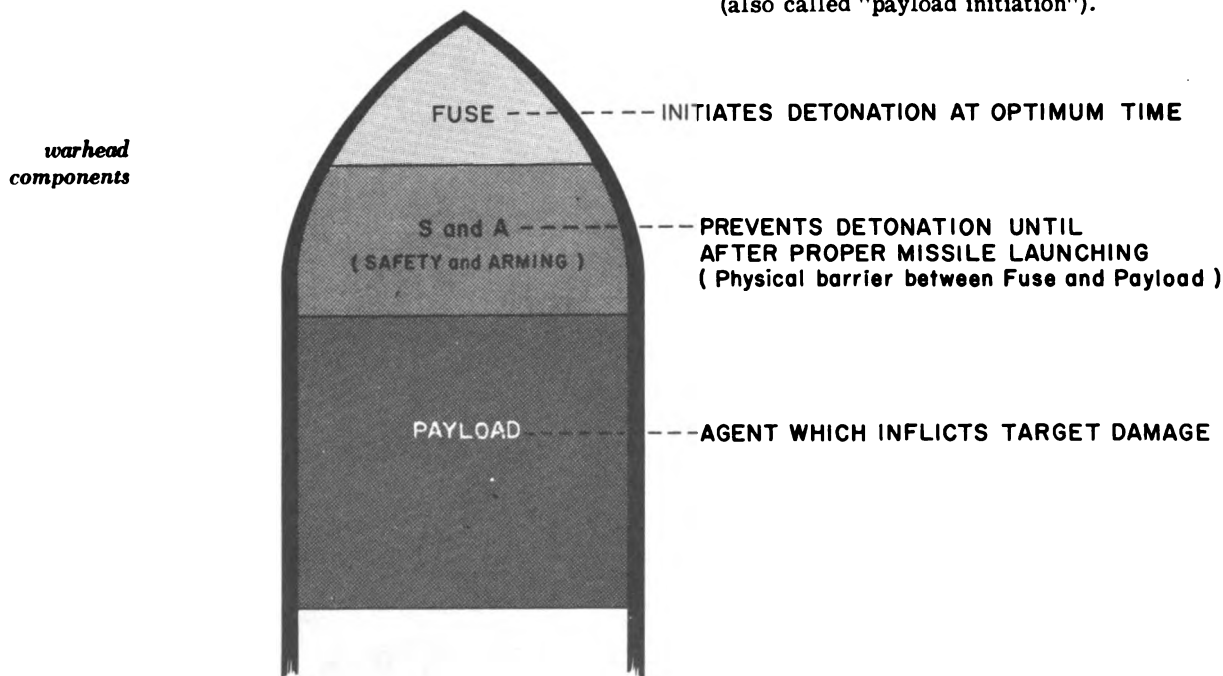 (also called "payload initiation").
FUSE
INITIATES DETONATION AT OPTIMUM TIME
warhead
components
S and A
(SAFETY and ARMING)
PREVENTS DETONATION UNTIL
AFTER PROPER MISSILE LAUNCHING
(Physical barrier between Fuse and Payload)
PAYLOAD
AGENT WHICH INFLICTS TARGET DAMAGE